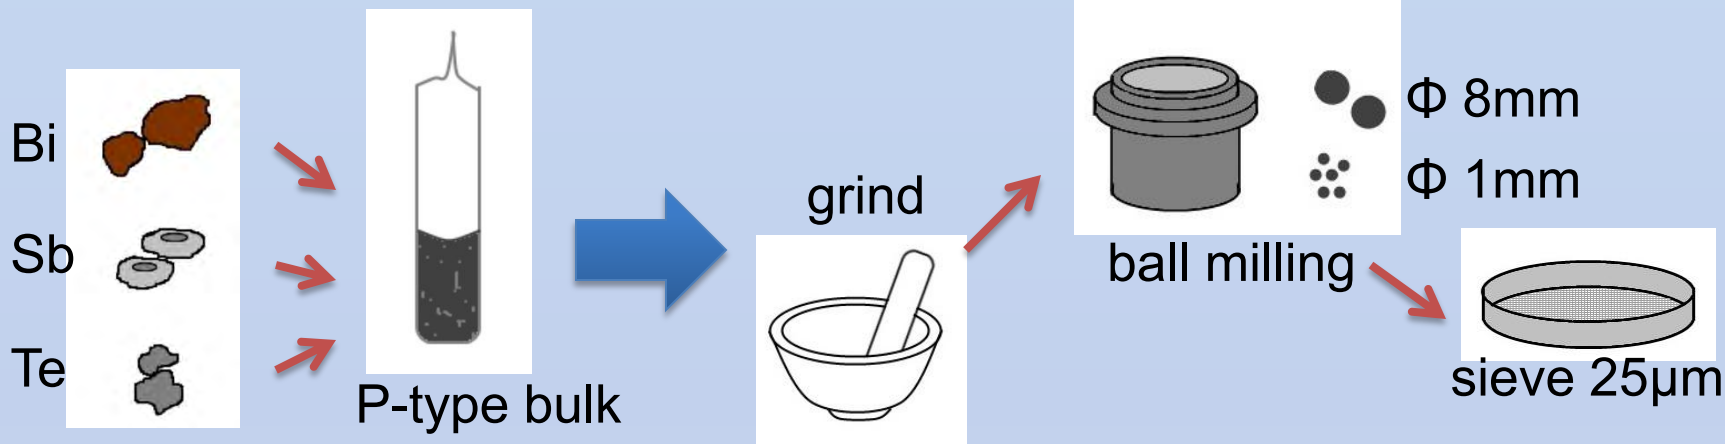 Bi
Sb
Te
P-type bulk
grind
ball milling
Φ 8mm
Φ 1mm
sieve 25µm